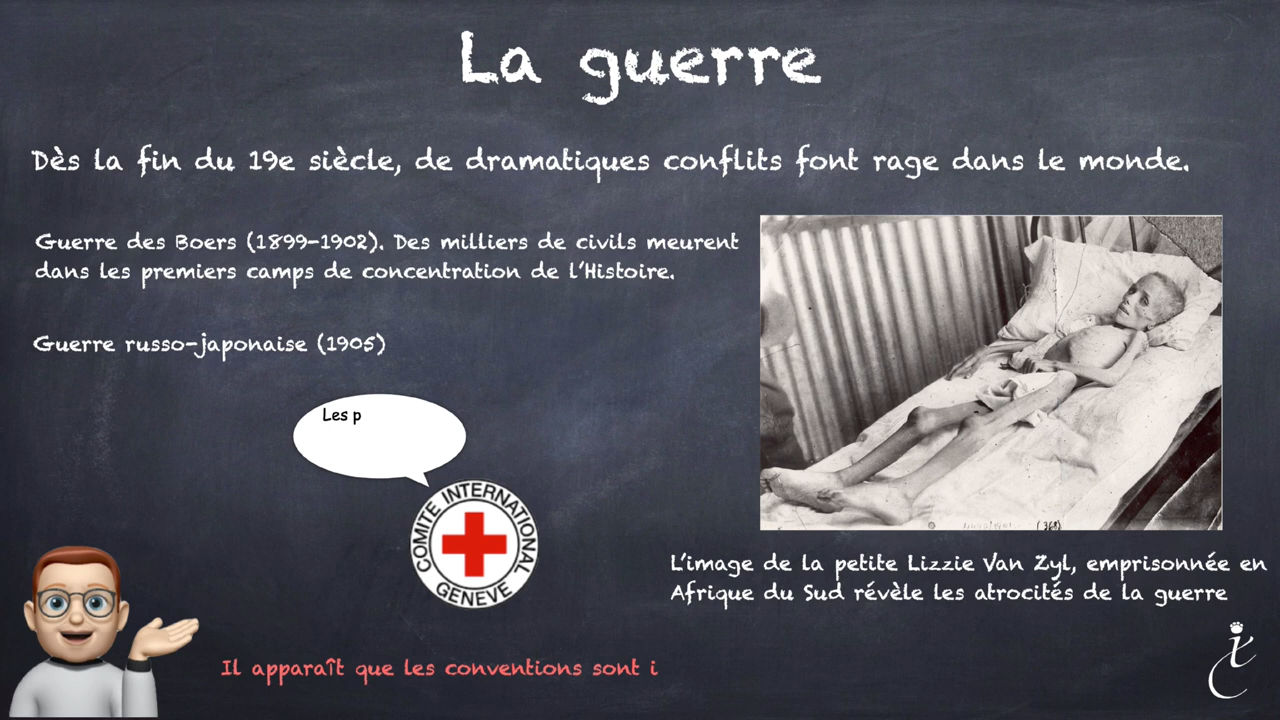 La guerre
Dès la fin du 19e siècle, de dramatiques conflits font rage dans le monde.
Guerre des Boers (1899-1902). Des milliers de civils meurent
dans les premiers camps de concentration de l'Histoire.
Guerre russo-japonaise (1905)
Les p
COMITE INTERNATIONAL
GENEVE
L'image de la petite Lizzie Van Zyl, emprisonnée en
Afrique du Sud révèle les atrocités de la guerre
Il apparaît que les conventions sont i